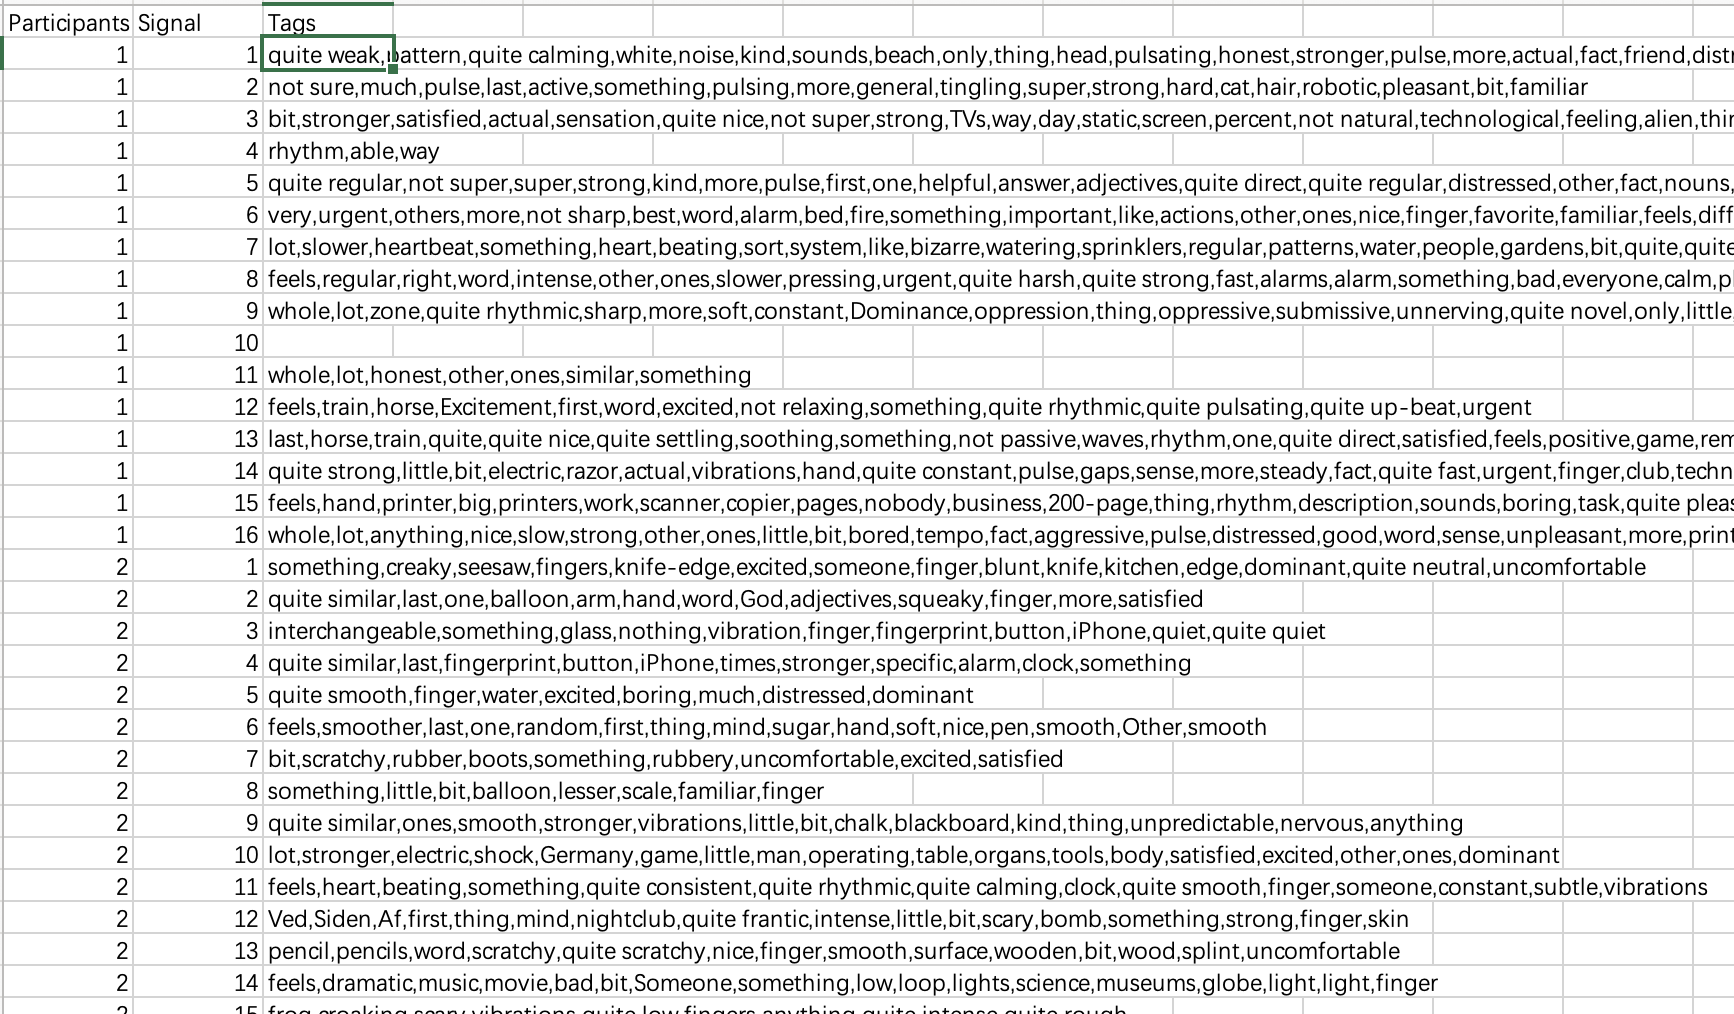 Participants Signal Tags
1 1 quite weak,pattern,quite calming,white,noise,kind,sounds,beach,only,thing,head,pulsating,honest,stronger,pulse,more,actual,fact,friend,distr
1 2 not sure,much,pulse,last,active,something,pulsing,more,general,tingling,super,strong,hard,cat,hair,robotic,pleasant,bit,familiar
1 3 bit,stronger,satisfied,actual,sensation,quite nice,not super,strong,TVs,way,day,static,screen,percent,not natural,technological,feeling,alien,thin
1 4 rhythm,able,way
1 5 quite regular,not super,super,strong,kind,more,pulse,first,one,helpful,answer,adjectives,quite direct,quite regular,distressed,other,fact,nouns,
1 6 very,urgent,others,more,not sharp,best,word,alarm,bed,fire,something,important,like,actions,other,ones,nice,finger,favorite,familiar,feels,diff
1 7 lot,slower,heartbeat,something,heart,beating,sort,system,like,bizarre,watering,sprinklers,regular,patterns,water,people,gardens,bit,quite,quite
1 8 feels,regular,right,word,intense,other,ones,slower,pressing,urgent,quite harsh,quite strong,fast,alarms,alarm,something,bad,everyone,calm,pl
1 9 whole,lot,zone,quite rhythmic,sharp,more,soft,constant,Dominance,oppression,thing,oppressive,submissive,unnerving,quite novel,only,little,
1 10
1 11 whole,lot,honest,other,ones,similar,something
1 12 feels,train,horse,Excitement,first,word,excited,not relaxing,something,quite rhythmic,quite pulsating,quite up-beat,urgent
1 13 last,horse,train,quite,quite nice,quite settling,soothing,something,not passive,waves,rhythm,one,quite direct,satisfied,feels,positive,game,rem
1 14 quite strong,little,bit,electric,razor,actual,vibrations,hand,quite constant,pulse,gaps,sense,more,steady,fact,quite fast,urgent,finger,club,techn
1 15 feels,hand,printer,big,printers,work,scanner,copier,pages,nobody,business,200-page,thing,rhythm,description,sounds,boring,task,quite pleas
1 16 whole,lot,anything,nice,slow,strong,other,ones,little,bit,bored,tempo,fact,aggressive,pulse,distressed,good,word,sense,unpleasant,more,print
2 1 something,creaky,seesaw,fingers,knife-edge,excited,someone,finger,blunt,knife,kitchen,edge,dominant,quite neutral,uncomfortable
2 2 quite similar,last,one,balloon,arm,hand,word,God,adjectives,squeaky,finger,more,satisfied
2 3 interchangeable,something,glass,nothing,vibration,finger,fingerprint,button,iPhone,quiet,quite quiet
2 4 quite similar,last,fingerprint,button,iPhone,times,stronger,specific,alarm,clock,something
2 5 quite smooth,finger,water,excited,boring,much,distressed,dominant
2 6 feels,smoother,last,one,random,first,thing,mind,sugar,hand,soft,nice,pen,smooth,Other,smooth
2 7 bit,scratchy,rubber,boots,something,rubbery,uncomfortable,excited,satisfied
2 8 something,little,bit,balloon,lesser,scale,familiar,finger
2 9 quite similar,ones,smooth,stronger,vibrations,little,bit,chalk,blackboard,kind,thing,unpredictable,nervous,anything
2 10 lot,stronger,electric,shock,Germany,game,little,man,operating,table,organs,tools,body,satisfied,excited,other,ones,dominant
2 11 feels,heart,beating,something,quite consistent,quite rhythmic,quite calming,clock,quite smooth,finger,someone,constant,subtle,vibrations
2 12 Ved,Siden,Af,first,thing,mind,nightclub,quite frantic,intense,little,bit,scary,bomb,something,strong,finger,skin
2 13 pencil,pencils,word,scratchy,quite scratchy,nice,finger,smooth,surface,wooden,bit,wood,splint,uncomfortable
2 14 feels,dramatic,music,movie,bad,bit,Someone,something,low,loop,lights,science,museums,globe,light,light,finger
2 15 frog,croaking,scary,vibrations,quite low,fingers,anything,quite intense,quite rough